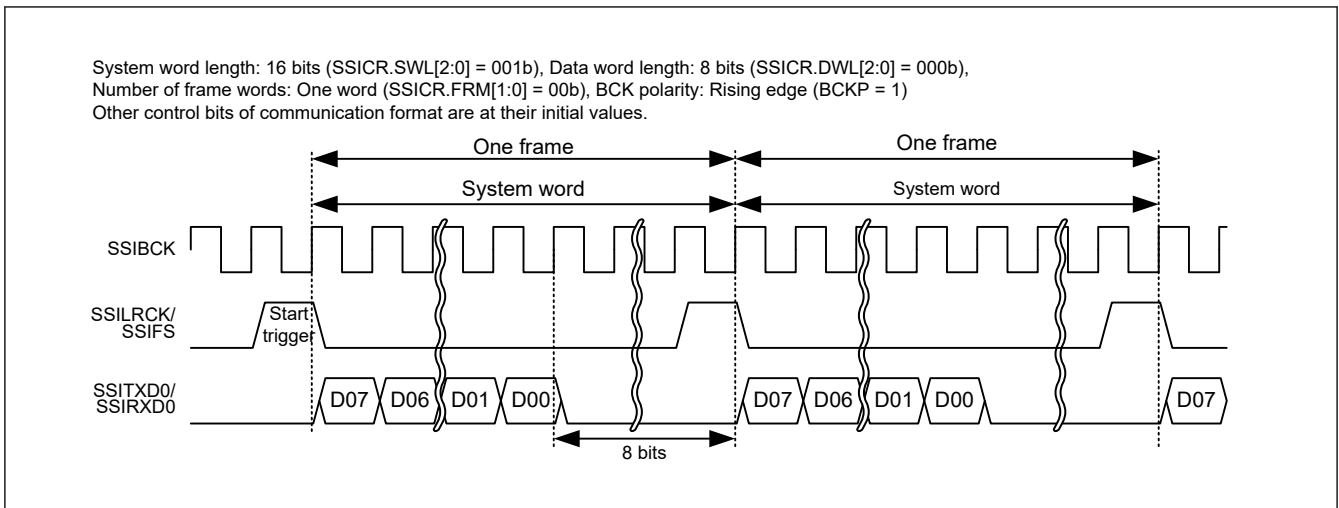 System word length: 16 bits (SSICR.SWL[2:0] = 001b), Data word length: 8 bits (SSICR.DWL[2:0] = 000b),
Number of frame words: One word (SSICR.FRM[1:0] = 00b), BCK polarity: Rising edge (BCKP = 1)
Other control bits of communication format are at their initial values.
One frame
One frame
System word
System word
SSIBCK
SSILRCK/
SSIFS
Start
trigger
SSITXD0/
SSIRXD0
D07 D06 D01 D00 D07 D06 D01 D00 D07
8 bits